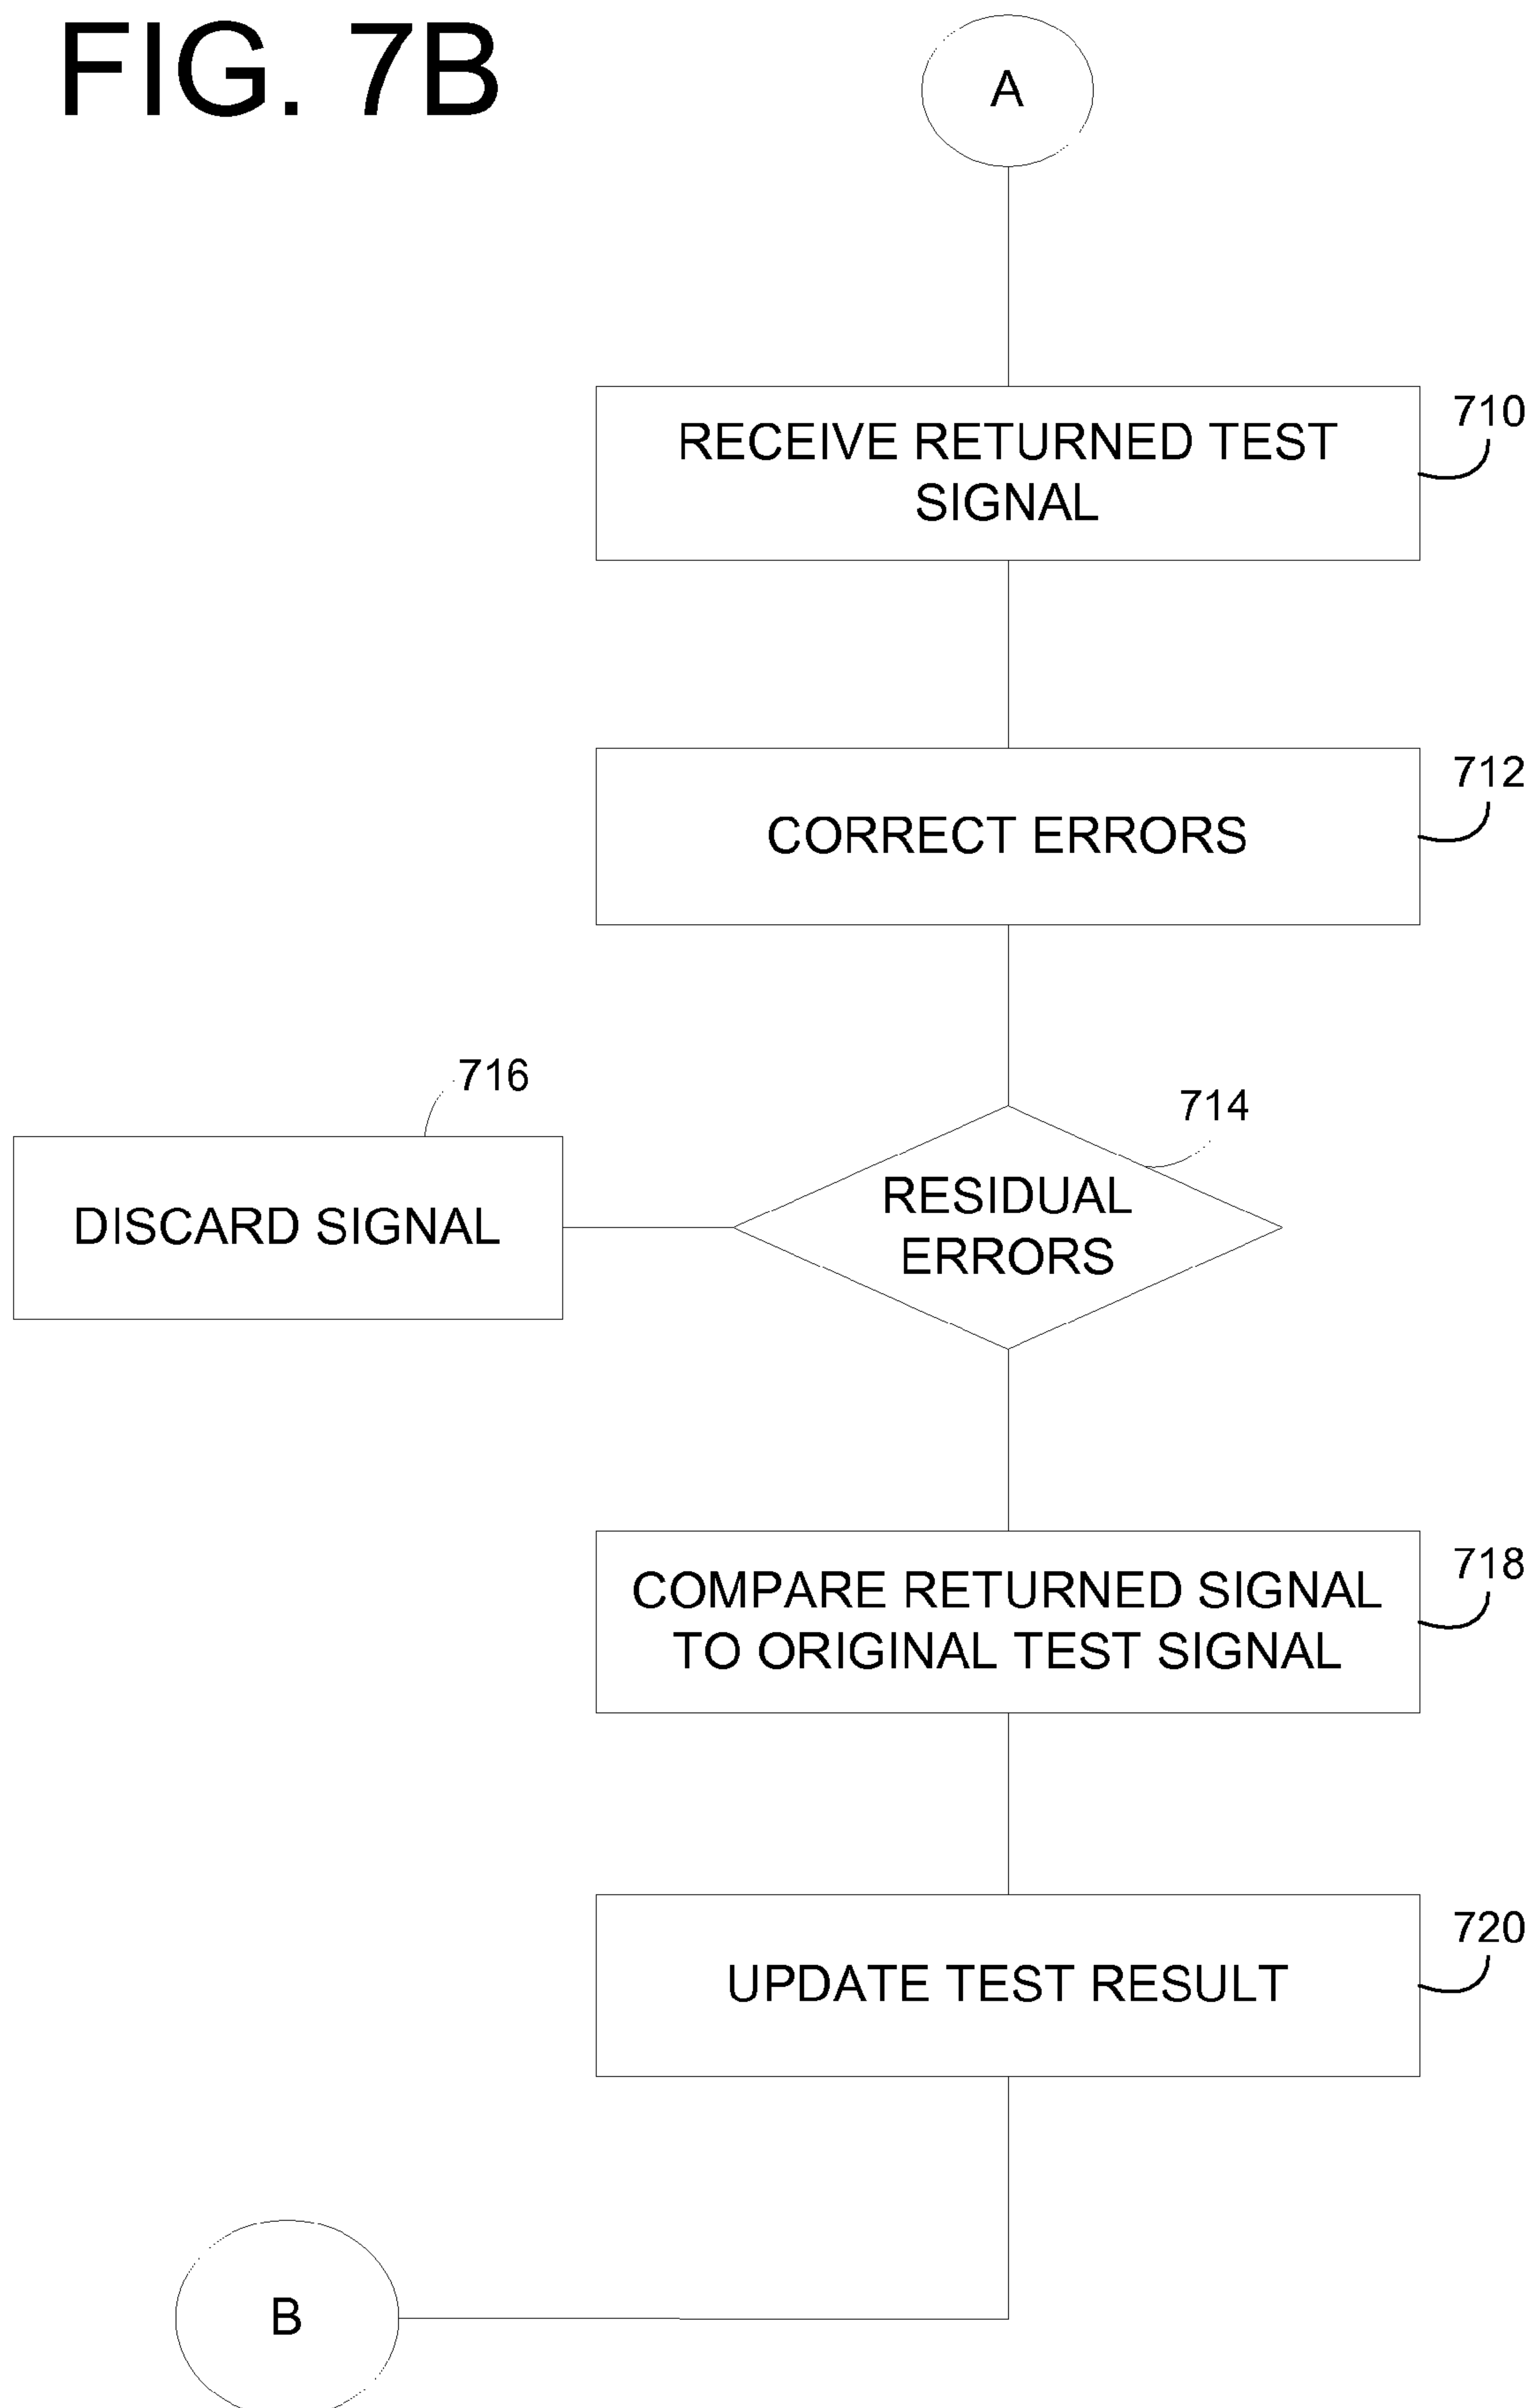 FIG. 7B
A
RECEIVE RETURNED TEST
SIGNAL
710
CORRECT ERRORS
712
716
714
DISCARD SIGNAL
RESIDUAL
ERRORS
COMPARE RETURNED SIGNAL
TO ORIGINAL TEST SIGNAL
718
UPDATE TEST RESULT
720
B